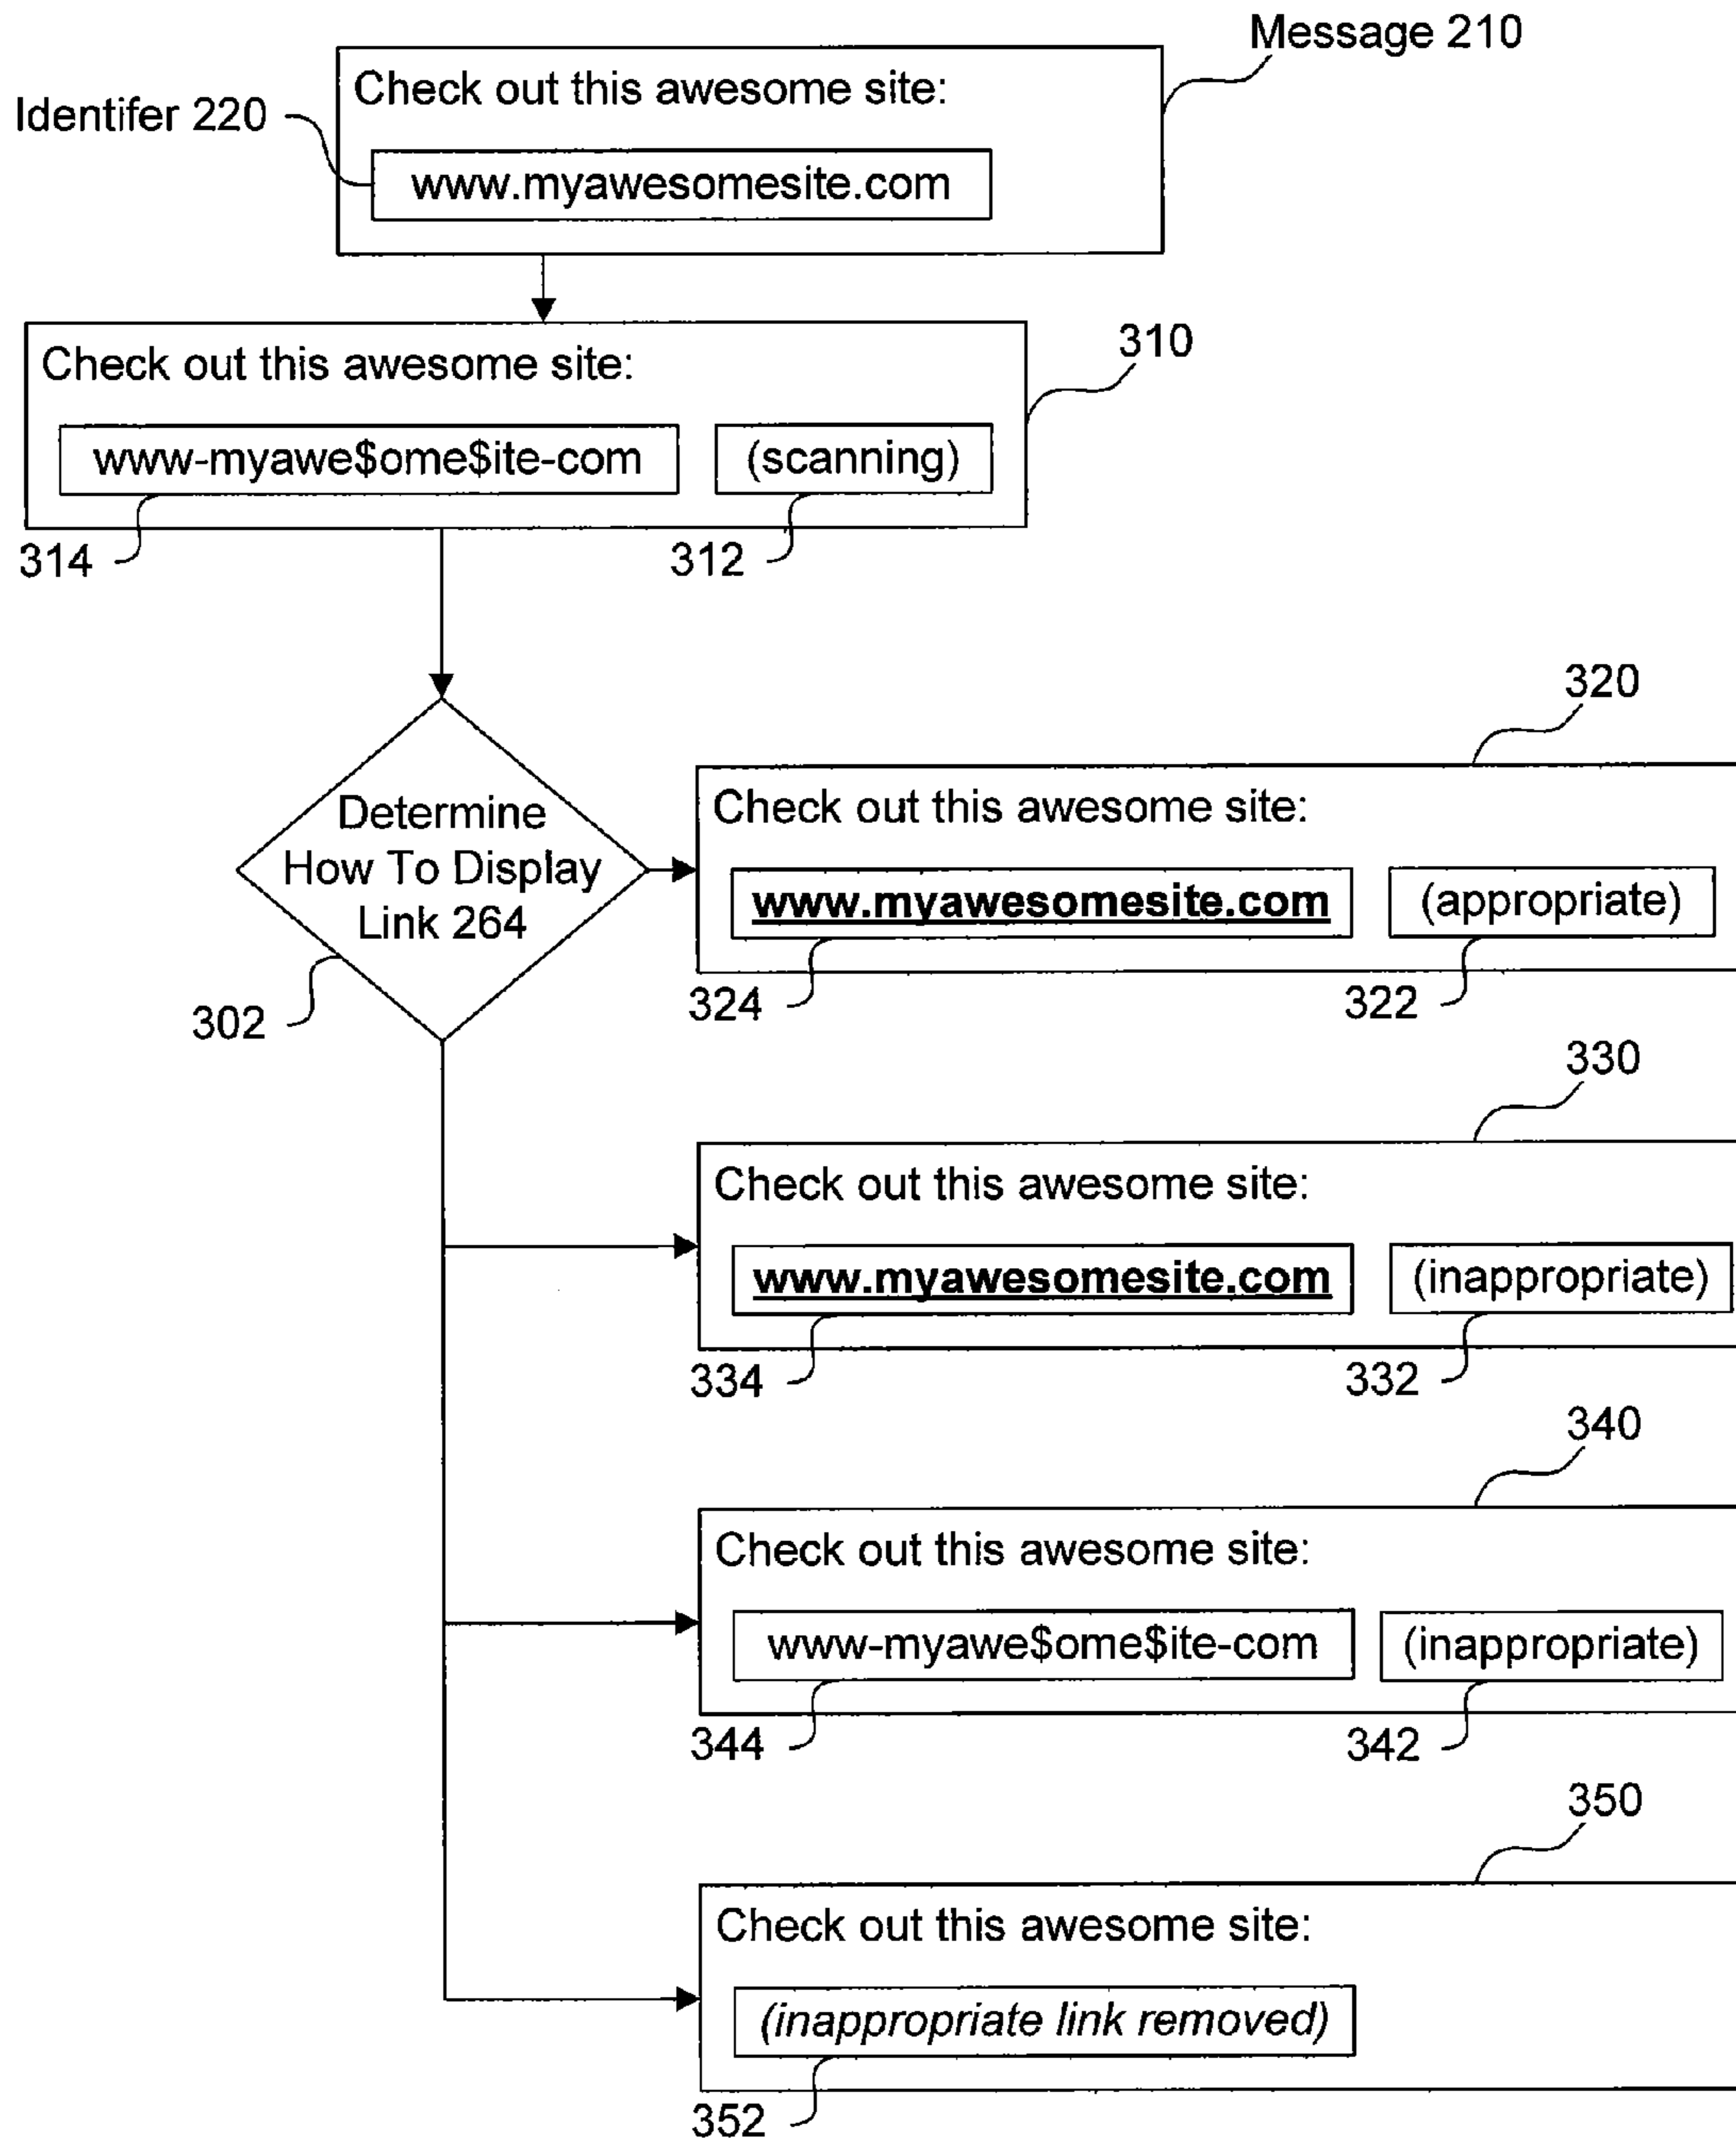 Message 210
Check out this awesome site:
Identifer 220
www.myawesomesite.com
310
Check out this awesome site:
www-myawe$ome$ite-com
(scanning)
314
312
320
Determine
How To Display
Link 264
Check out this awesome site:
www.myawesomesite.com
(appropriate)
302
324
322
330
Check out this awesome site:
www.myawesomesite.com
(inappropriate)
334
332
340
Check out this awesome site:
www-myawe$ome$ite-com
(inappropriate)
344
342
350
Check out this awesome site:
(inappropriate link removed)
352